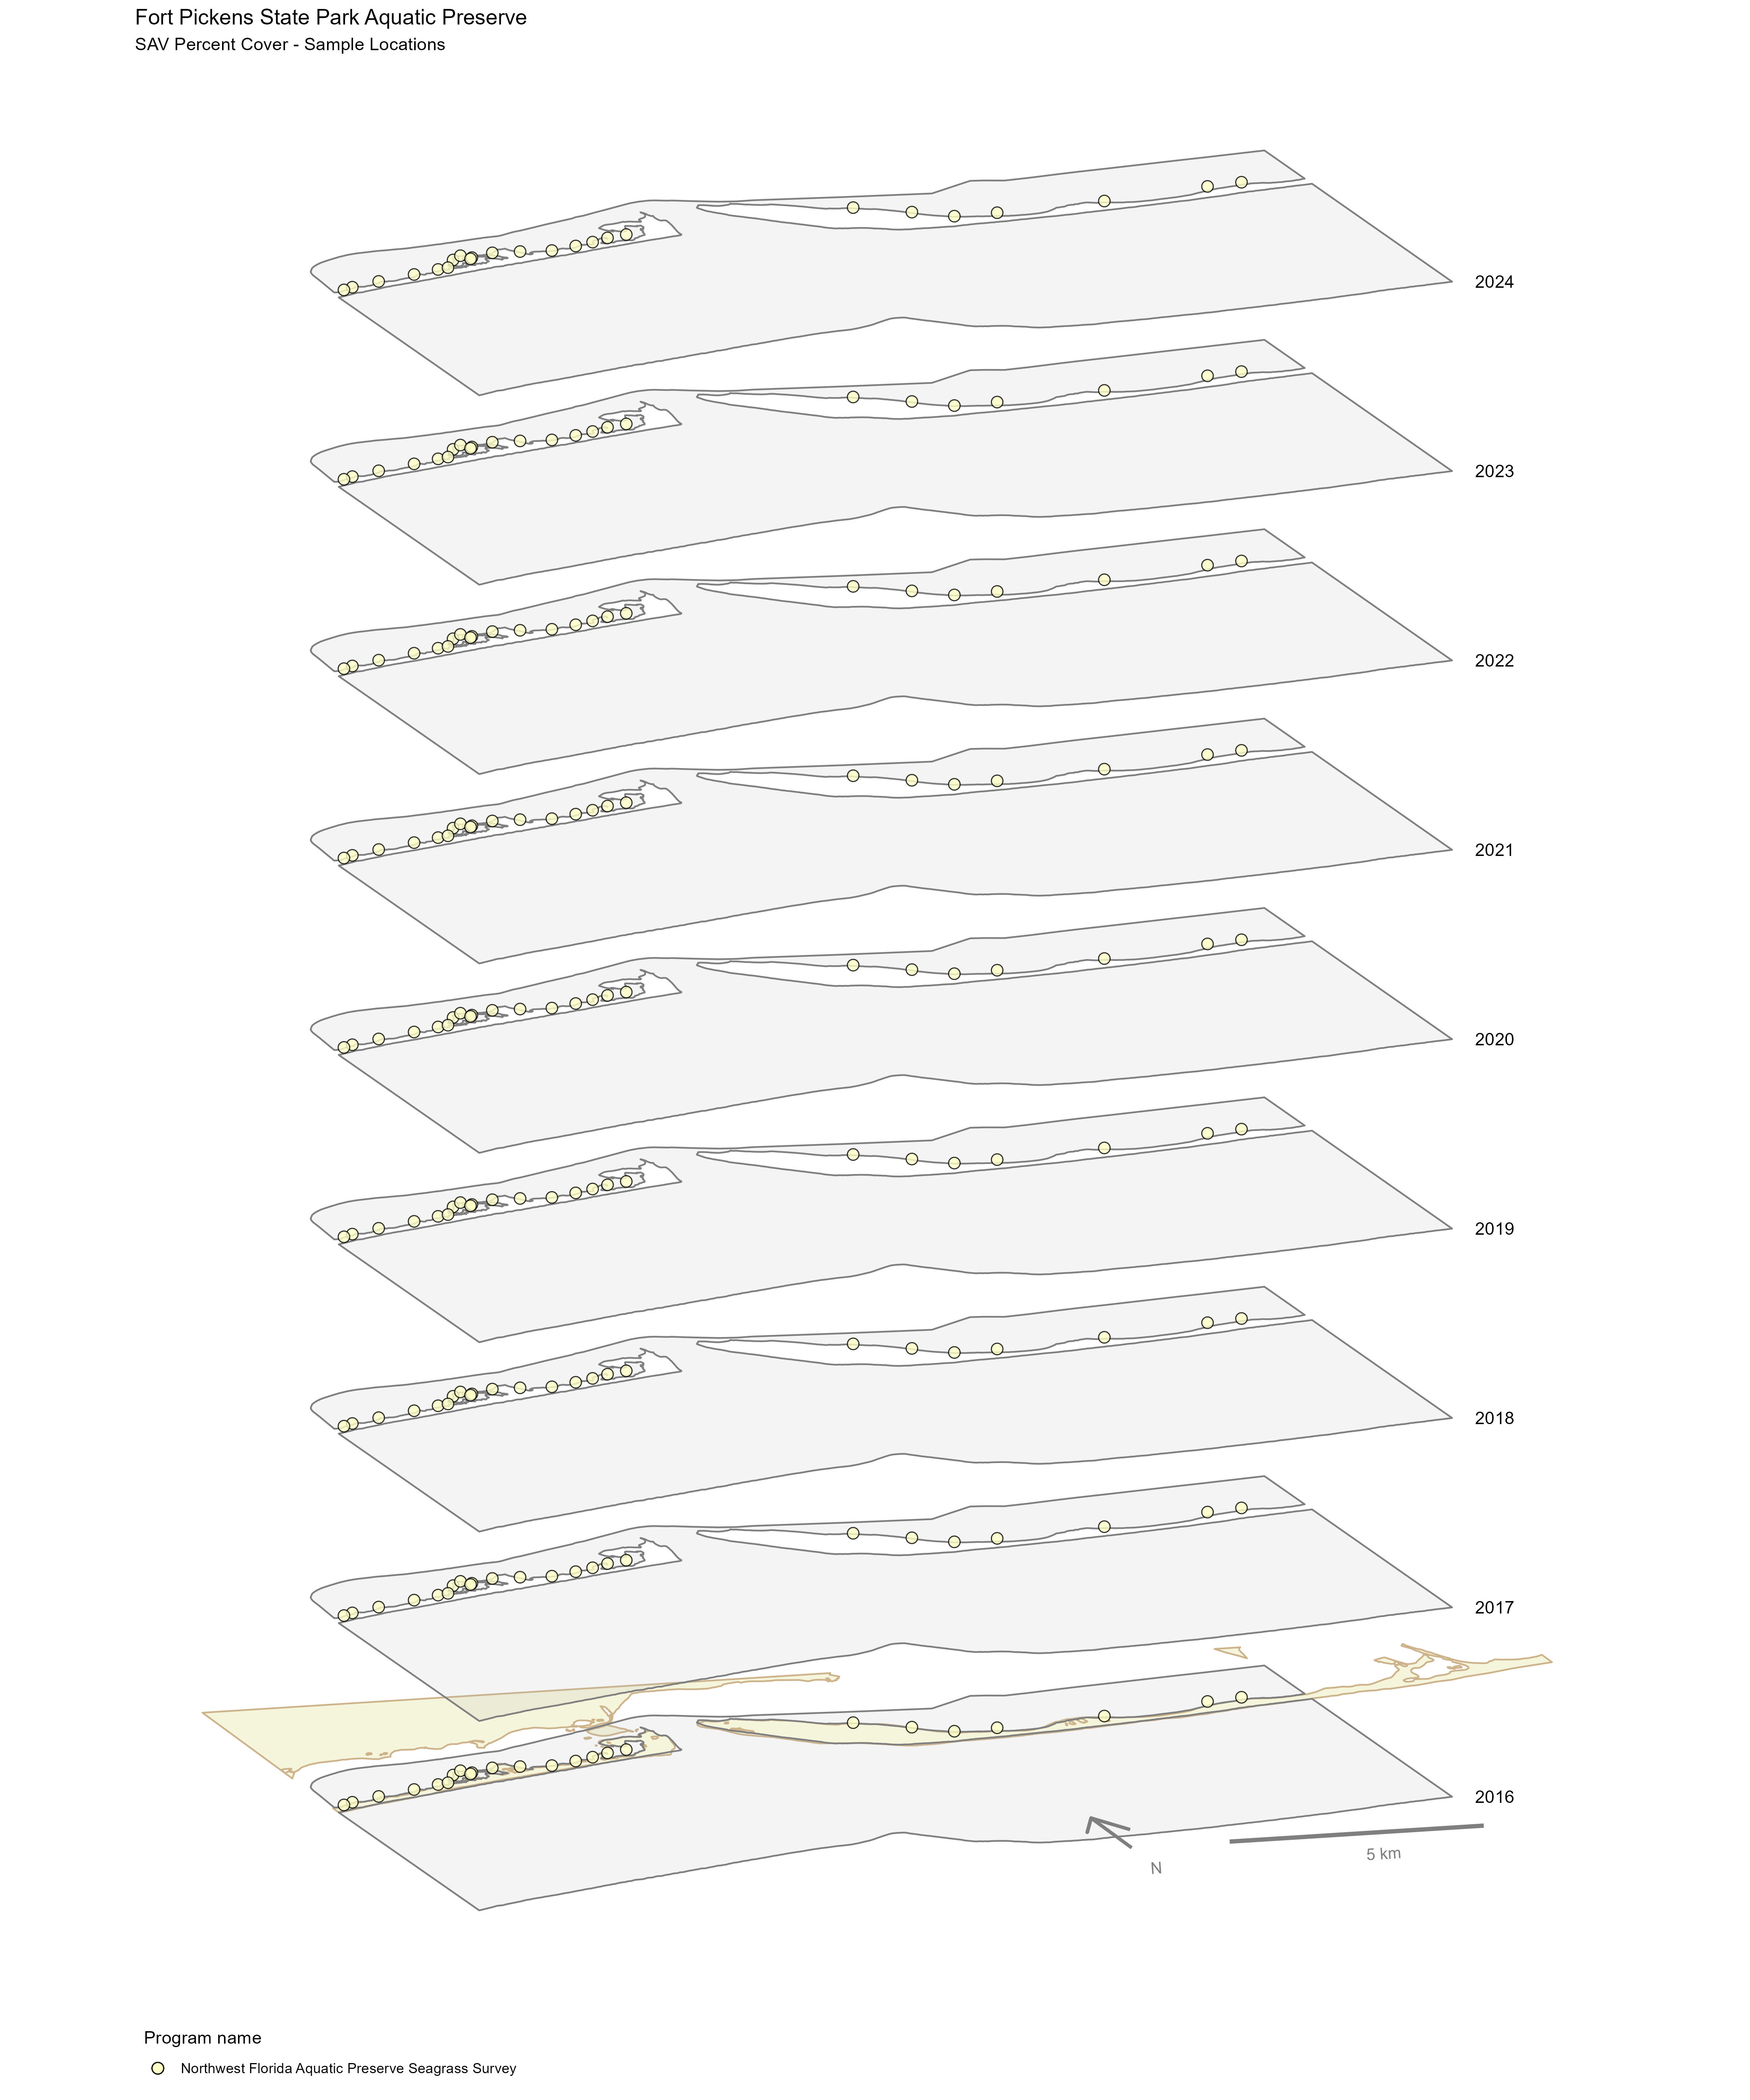 Fort Pickens State Park Aquatic Preserve
SAV Percent Cover - Sample Locations
2024
2023
2022
2021
2020
2019
2018
2017
2016
N
5 km
Program name
Northwest Florida Aquatic Preserve Seagrass Survey